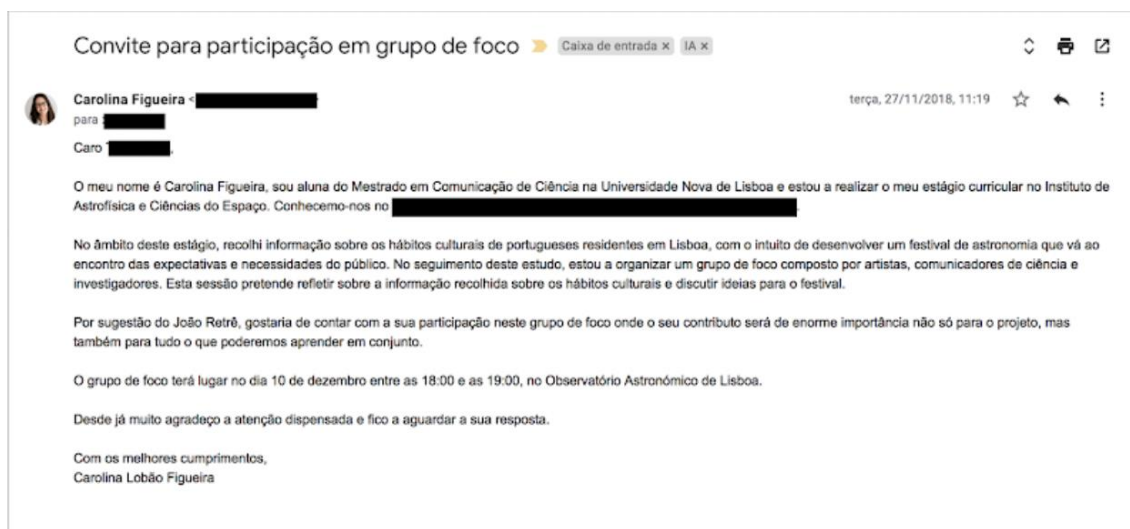 Convite para participação em grupo de foco Caixa de entrada × IA ×
Carolina Figueira <
terça, 27/11/2018, 11:19
para
Caro
O meu nome é Carolina Figueira, sou aluna do Mestrado em Comunicação de Ciência na Universidade Nova de Lisboa e estou a realizar o meu estágio curricular no Instituto de
Astrofísica e Ciências do Espaço. Conhecemo-nos no
No âmbito deste estágio, recolhi informação sobre os hábitos culturais de portugueses residentes em Lisboa, com o intuito de desenvolver um festival de astronomia que vá ao
encontro das expectativas e necessidades do público. No seguimento deste estudo, estou a organizar um grupo de foco composto por artistas, comunicadores de ciência e
investigadores. Esta sessão pretende refletir sobre a informação recolhida sobre os hábitos culturais e discutir ideias para o festival.
Por sugestão do João Retrê, gostaria de contar com a sua participação neste grupo de foco onde o seu contributo será de enorme importância não só para o projeto, mas
também para tudo o que poderemos aprender em conjunto.
O grupo de foco terá lugar no dia 10 de dezembro entre as 18:00 e as 19:00, no Observatório Astronómico de Lisboa.
Desde já muito agradeço a atenção dispensada e fico a aguardar a sua resposta.
Com os melhores cumprimentos,
Carolina Lobão Figueira